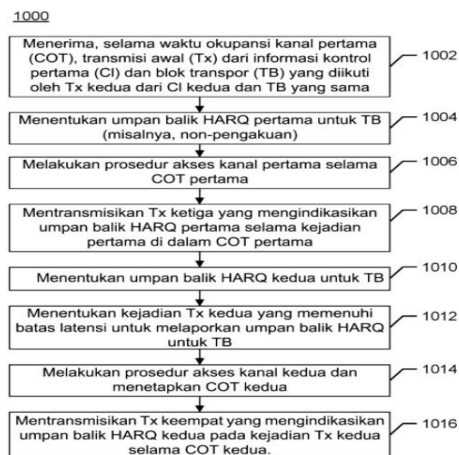 1000
Menerima, selama waktu okupansi kanal pertama
(COT), transmisi awal (Tx) dari informasi kontrol
pertama (CI) dan blok transpor (TB) yang diikuti
oleh Tx kedua dari CI kedua dan TB yang sama
1002
Menentukan umpan balik HARQ pertama untuk TB
(misalnya, non-pengakuan)
1004
Melakukan prosedur akses kanal pertama selama
COT pertama
1006
Mentransmisikan Tx ketiga yang mengindikasikan
umpan balik HARQ pertama selama kejadian
pertama di dalam COT pertama
1008
Menentukan umpan balik HARQ kedua untuk TB
1010
Menentukan kejadian Tx kedua yang memenuhi
batas latensi untuk melaporkan umpan balik HARQ
untuk TB
1012
Melakukan prosedur akses kanal kedua dan
menetapkan COT kedua
1014
Mentransmisikan Tx keempat yang mengindikasikan
umpan balik HARQ kedua pada kejadian Tx kedua
selama COT kedua.
1016